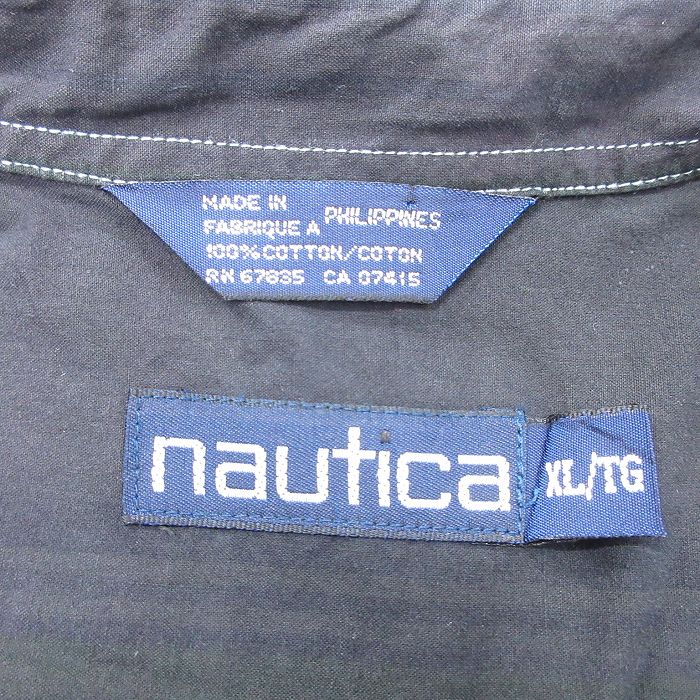 MADE IN
FABRIQUE A PHILIPPINES
100% COTTON/COTON
RN 67835 CA 07415
nautica
XL/TG